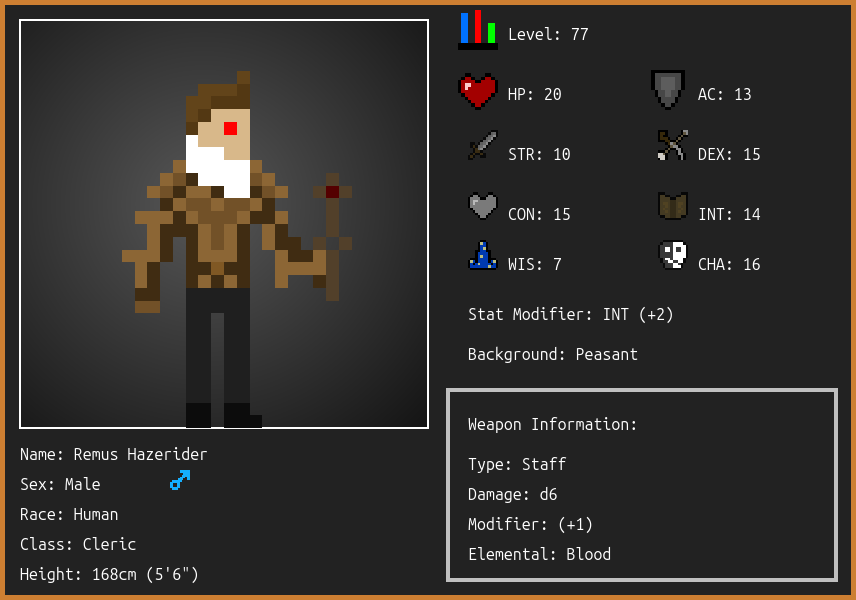 Level: 77
HP: 20
AC: 13
STR: 10
DEX: 15
CON: 15
INT: 14
WIS: 7
CHA: 16
Stat Modifier: INT (+2)
Background: Peasant
Weapon Information:
Type: Staff
Damage: d6
Modifier: (+1)
Elemental: Blood
Name: Remus Hazerider
Sex: Male
Race: Human
Class: Cleric
Height: 168cm (5'6")